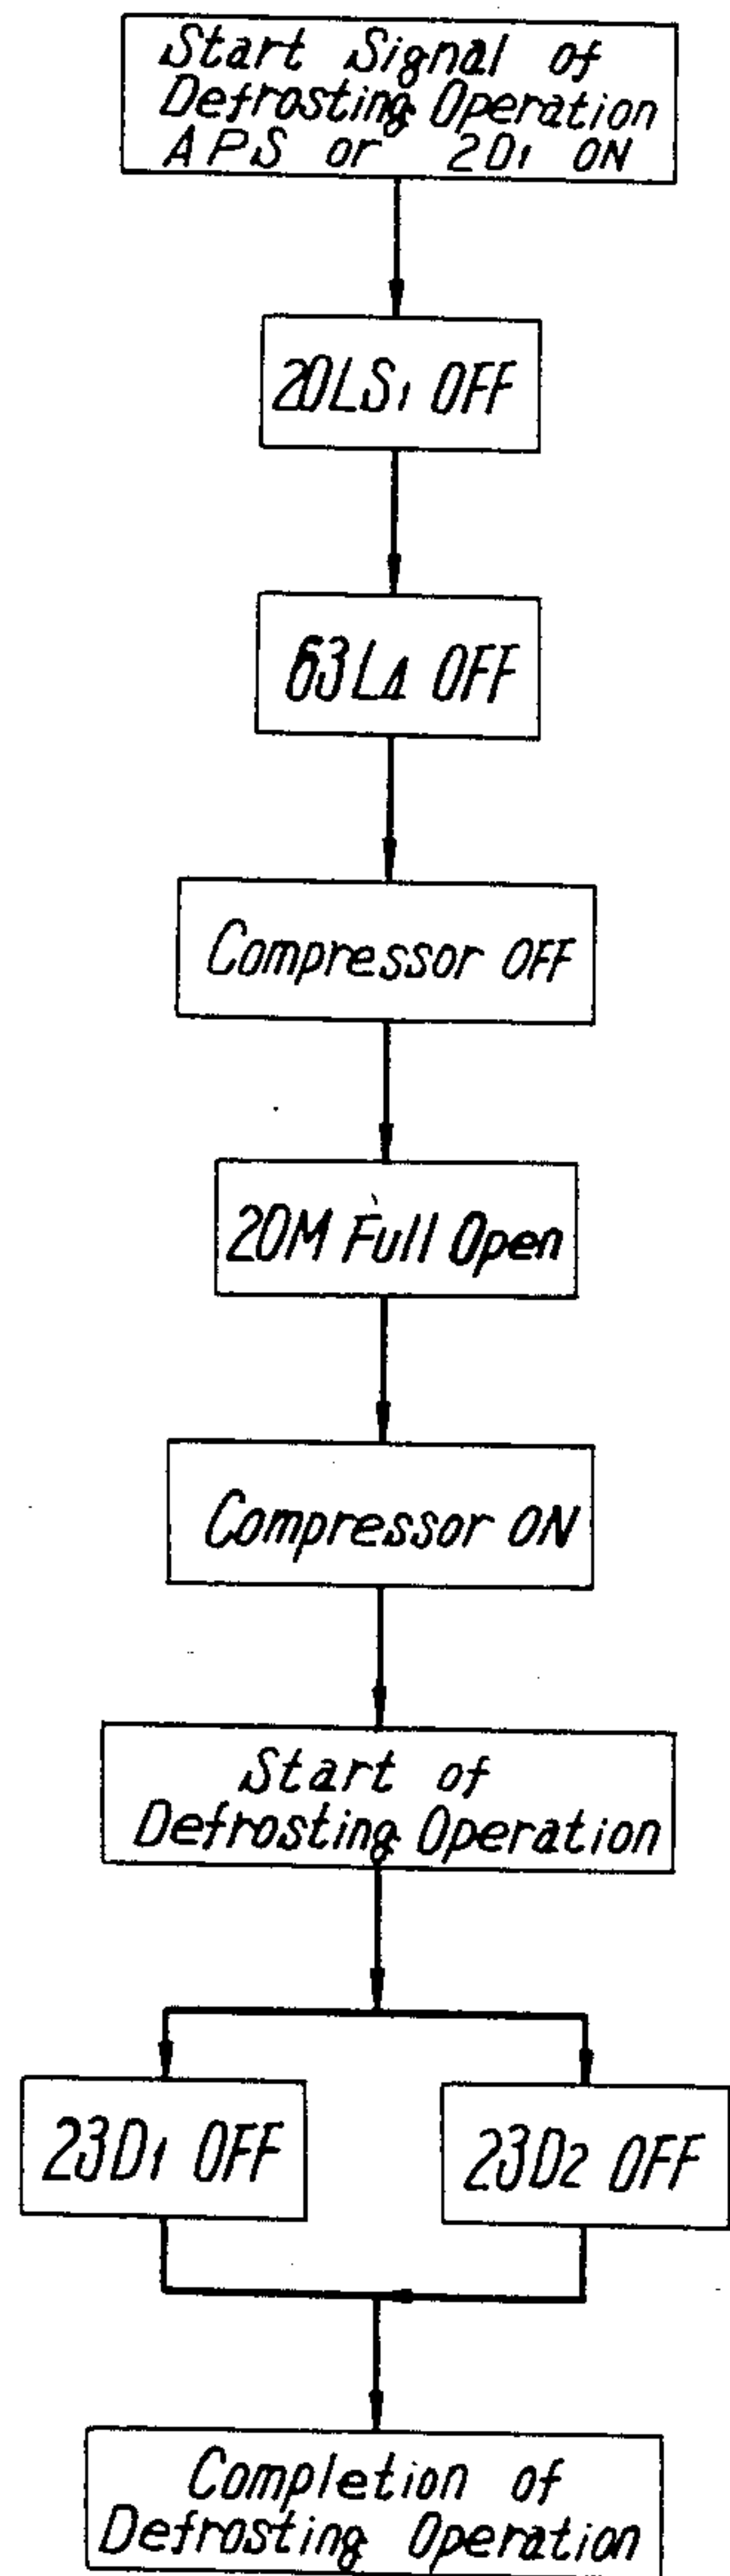 Start Signal of
Defrosting Operation
APS or 2D1 ON
20LS1 OFF
63LA OFF
Compressor OFF
20M Full Open
Compressor ON
Start of
Defrosting Operation
23D1 OFF
23D2 OFF
Completion of
Defrosting Operation